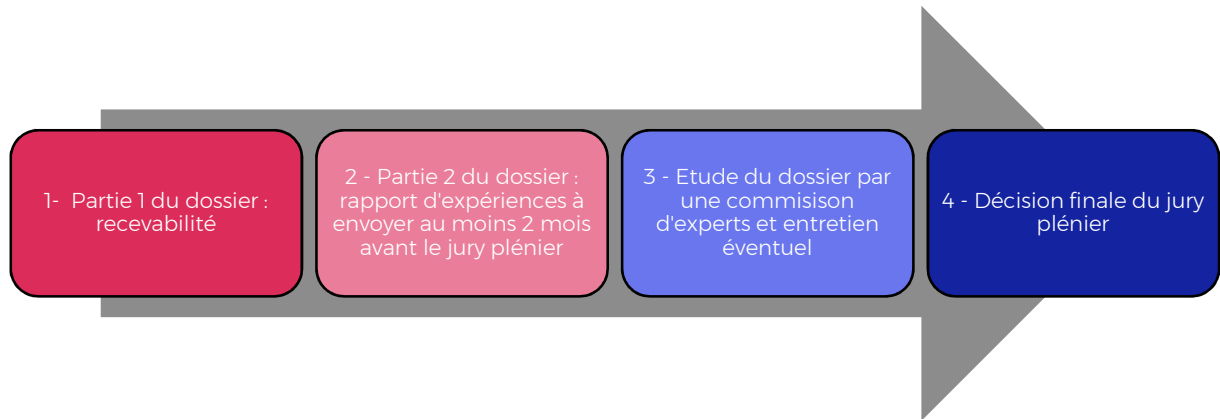 1-  Partie 1 du dossier :
recevabilité
2 - Partie 2 du dossier :
rapport d'expériences à
envoyer au moins 2 mois
avant le jury plénier
3 - Etude du dossier par
une commisison
d'experts et entretien
éventuel
4 - Décision finale du jury
plénier